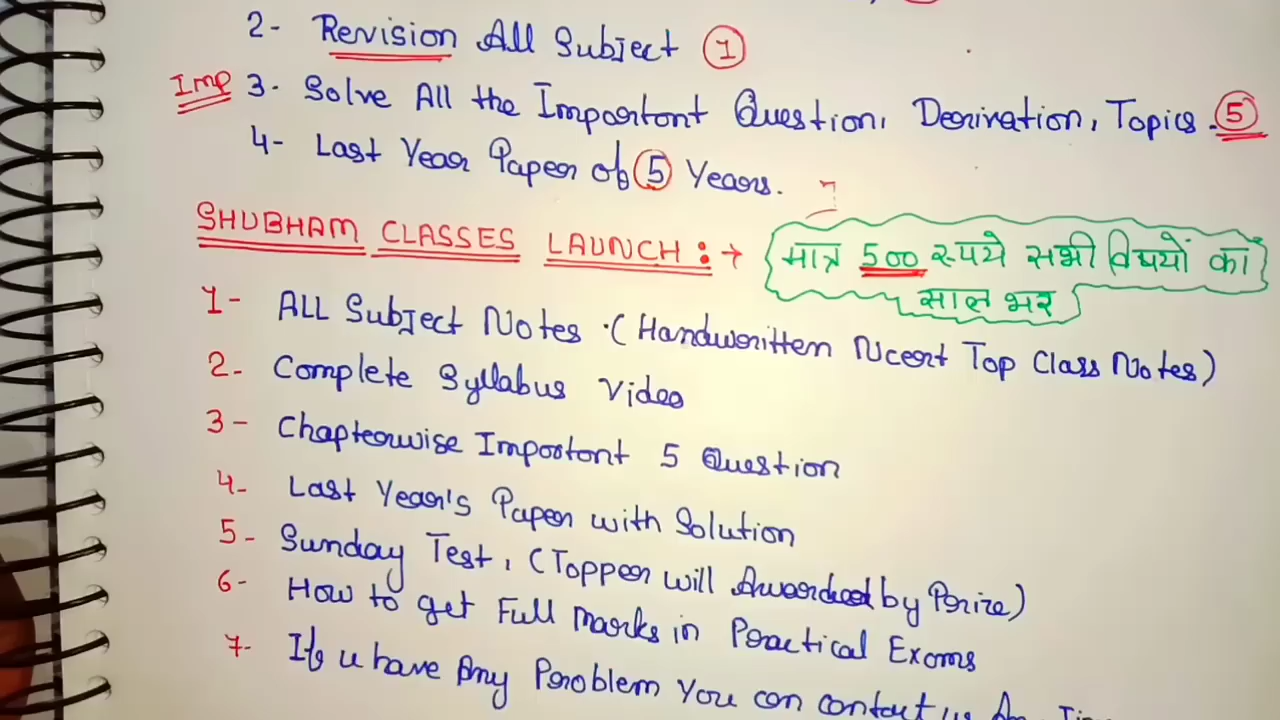 2- Revision All Subject 1
Imp 3- Solve All the Important Question, Derivation, Topics. 5
4- Last Year Paper of 5 Years.
SHUBHAM CLASSES LAUNCH :→
मात्र 500 रुपये सभी विषयों का
साल भर
1- ALL Subject Notes (Handwritten Ncert Top Class Notes)
2- Complete Syllabus Video
3- Chapterwise Important 5 Question
4- Last Year's Paper with Solution
5- Sunday Test, (Topper will Awarded by Prize)
6- How to get Full Marks in Practical Exams
7- If u have Any Problem You can contact us